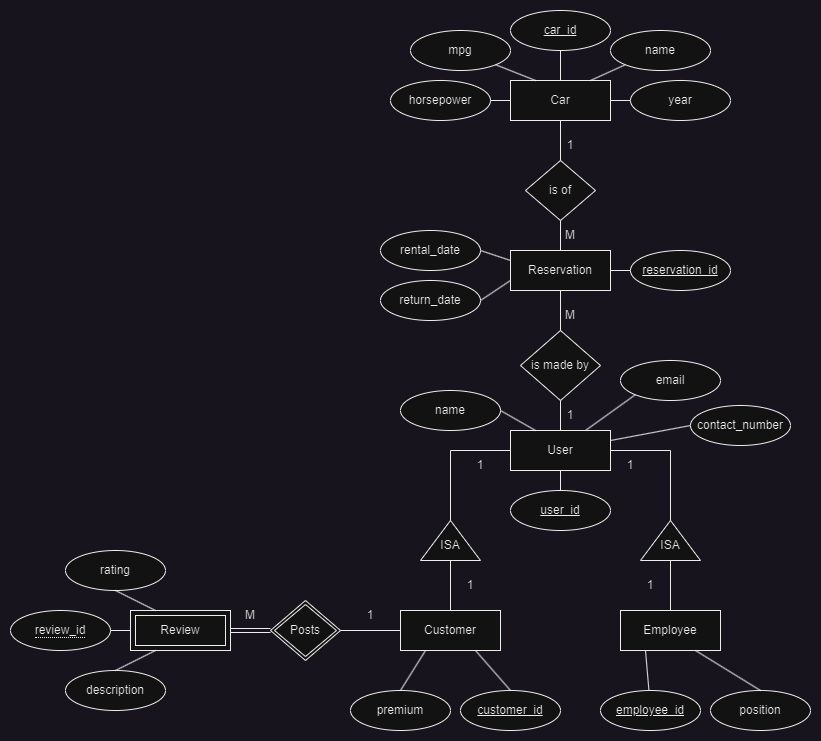 car_id
mpg
name
horsepower
Car
year
1
is of
M
rental_date
Reservation
reservation_id
return_date
M
is made by
email
name
1
contact_number
User
1
1
user_id
ISA
ISA
rating
1
1
M
1
review_id
Review
Posts
Customer
Employee
description
premium
customer_id
employee_id
position